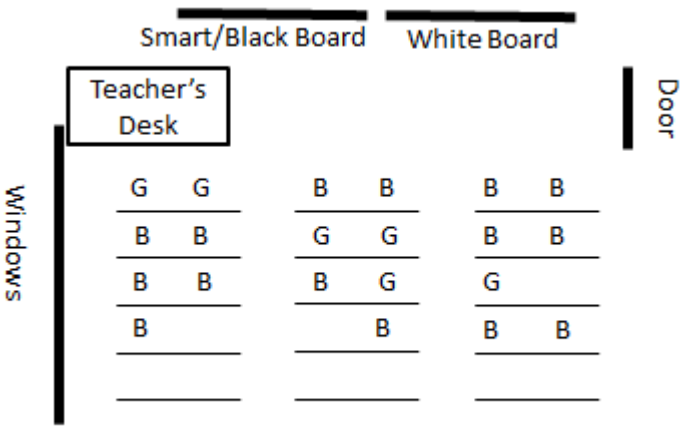 Smart/Black Board White Board
Teacher's
Desk
Door
Windows
G G B B B B
B B G G B B
B B B G G
B B B B